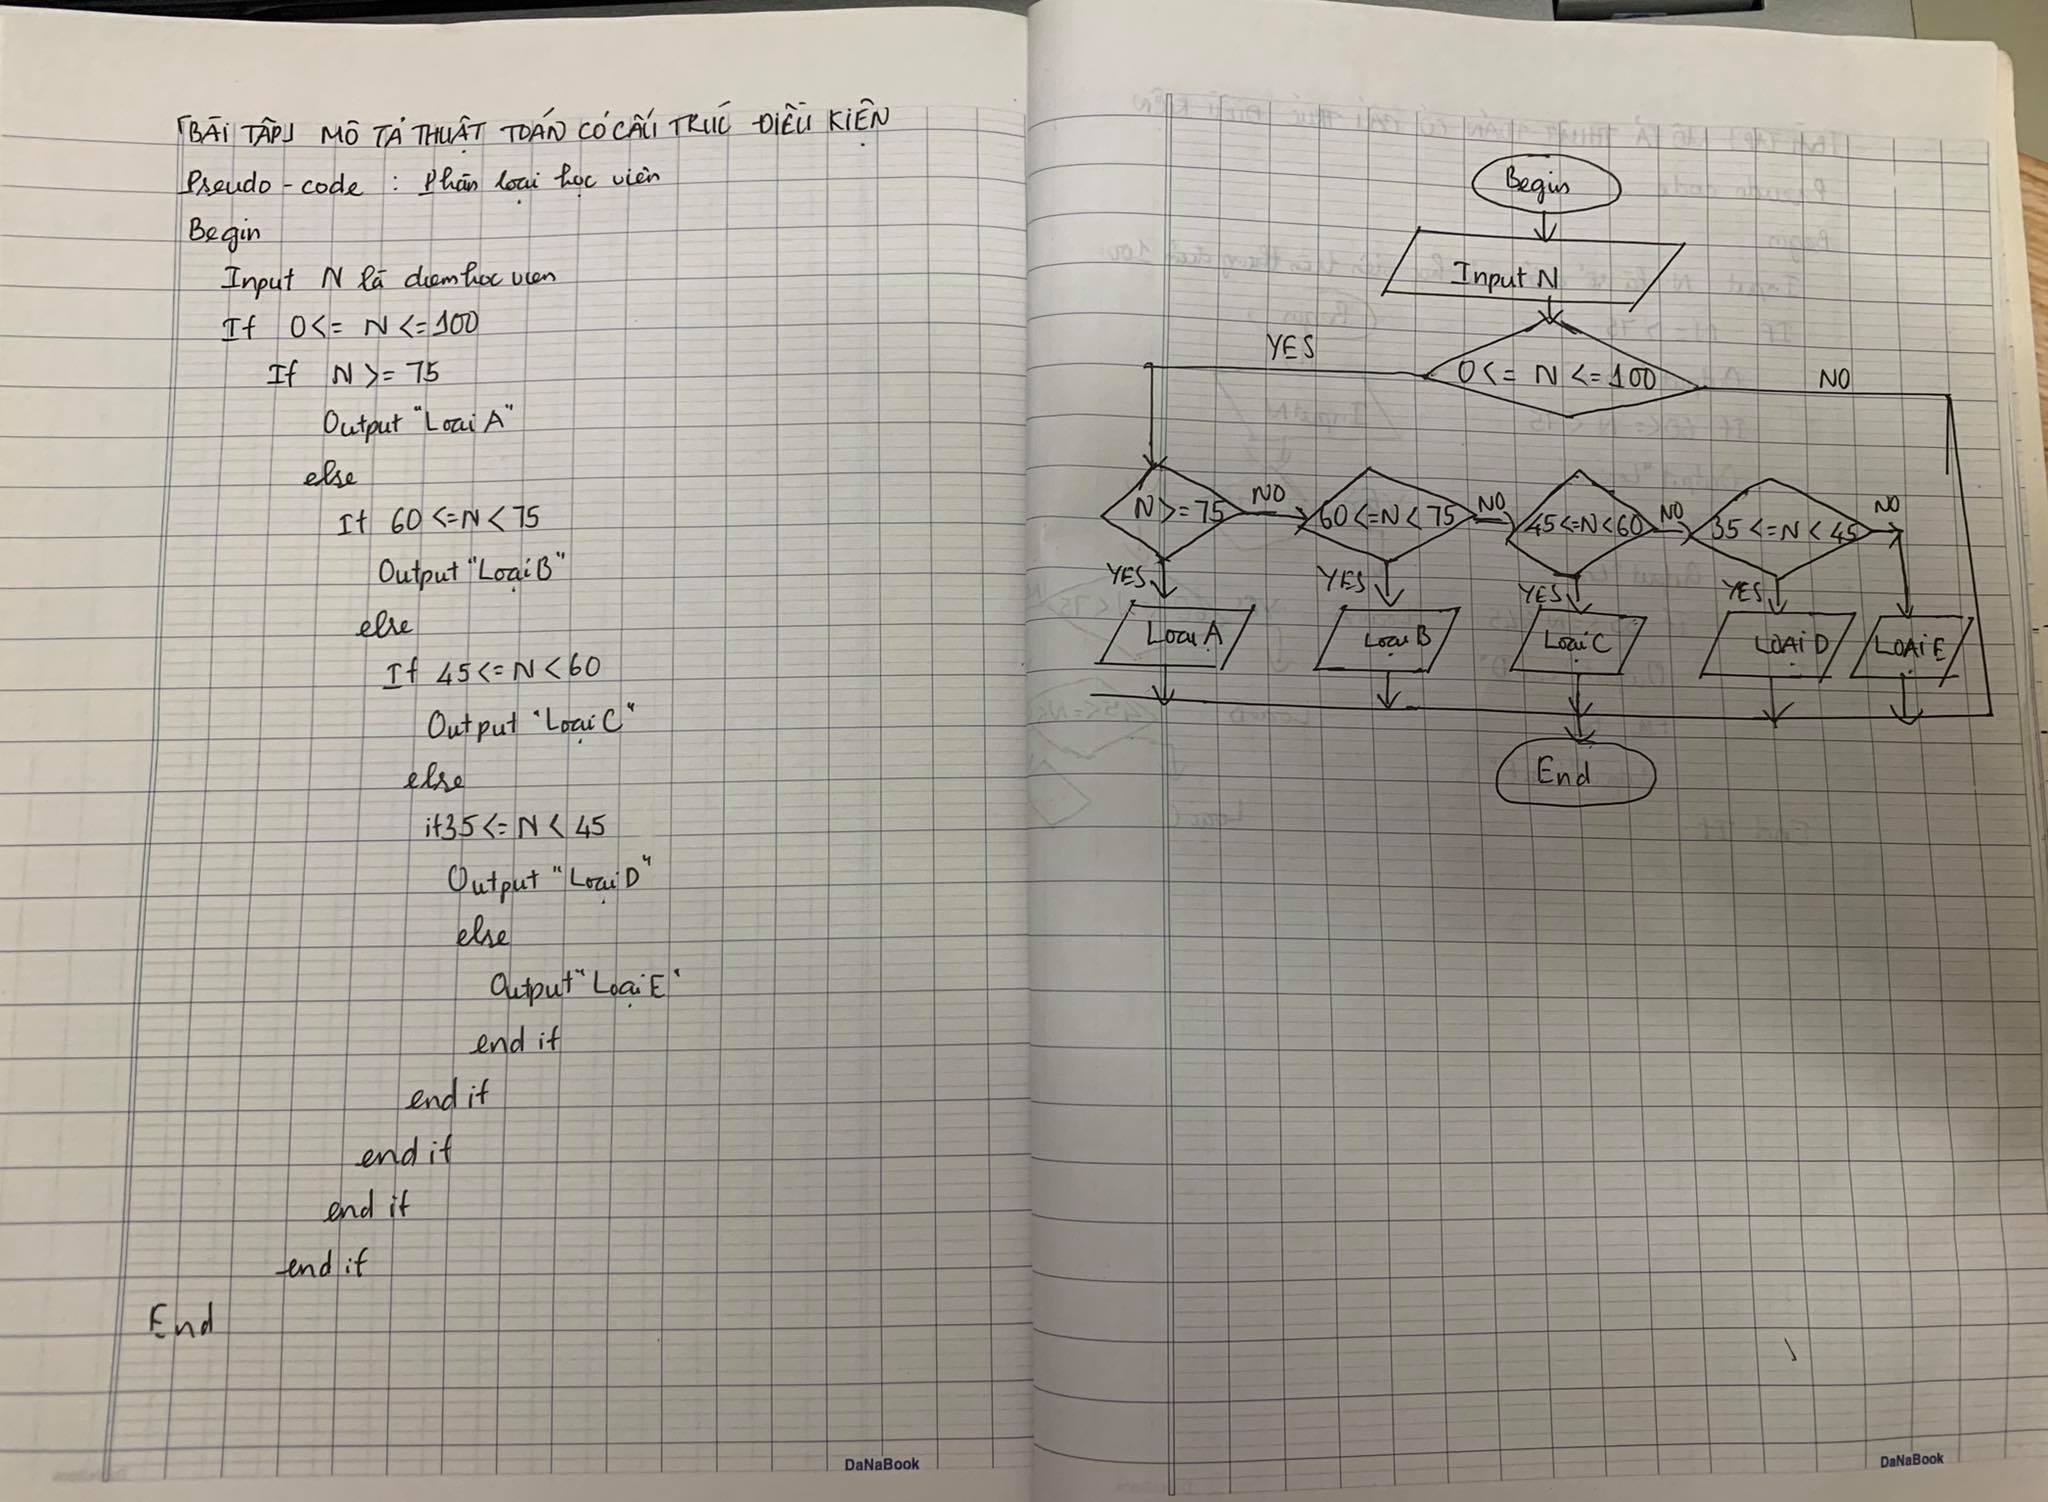 [BÀI TẬP] MÔ TẢ THUẬT TOÁN CÓ CẤU TRÚC ĐIỀU KIỆN
Pseudo-code : Phân loại học viên
Begin
Input N là diem hoc vien
If 0<= N <=100
If N >= 75
Output "Loai A"
else
If 60 <=N < 75
Output "Loại B"
else
If 45 <= N < 60
Output "Loại C"
else
if 35 <= N < 45
Output "Loại D"
else
Output "Loại E"
end if
end if
end if
end if
end if
End
DaNaBook
Begin
Input N
YES
0<= N <=100
NO
N >= 75
NO
60 <=N < 75
NO
45 <=N <60
NO
35 <= N < 45
NO
YES
YES
YES
YES
Loại A
Loại B
Loại C
LOẠI D
LOẠI E
End
DaNaBook